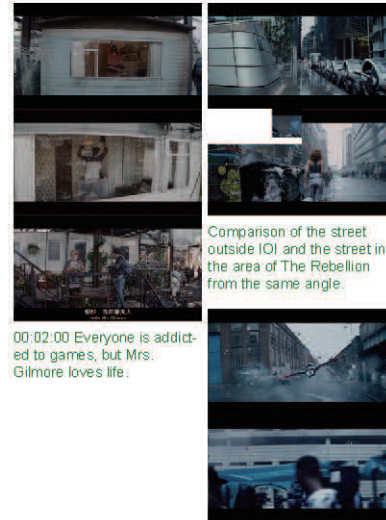 00:02:00 Everyone is addict-
ed to games, but Mrs.
Gilmore loves life.
Comparison of the street
outside IOI and the street in
the area of The Rebellion
from the same angle.